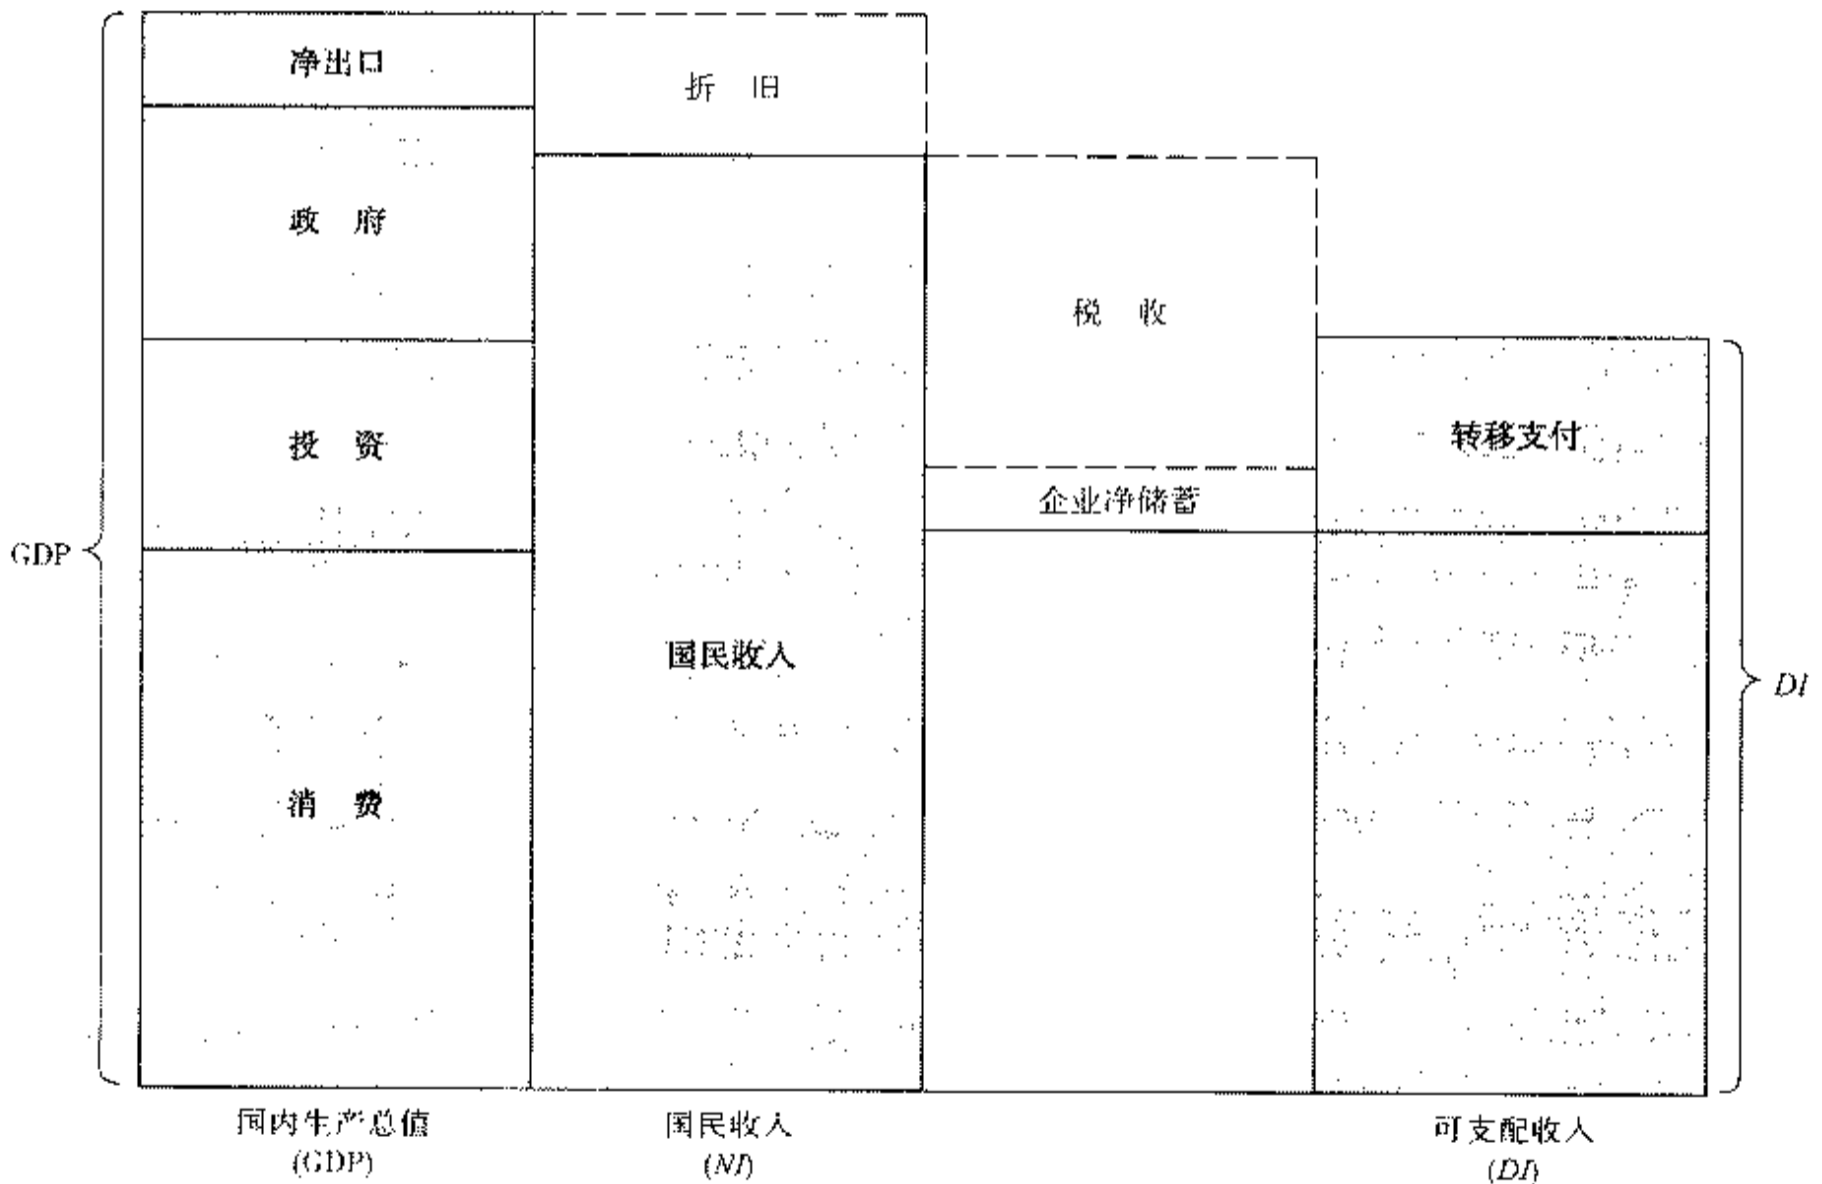 净出口
折 旧
政 府
税 收
投 资
转移支付
企业净储蓄
GDP
国民收入
DI
消 费
国内生产总值
(GDP)
国民收入
(NI)
可支配收入
(DI)